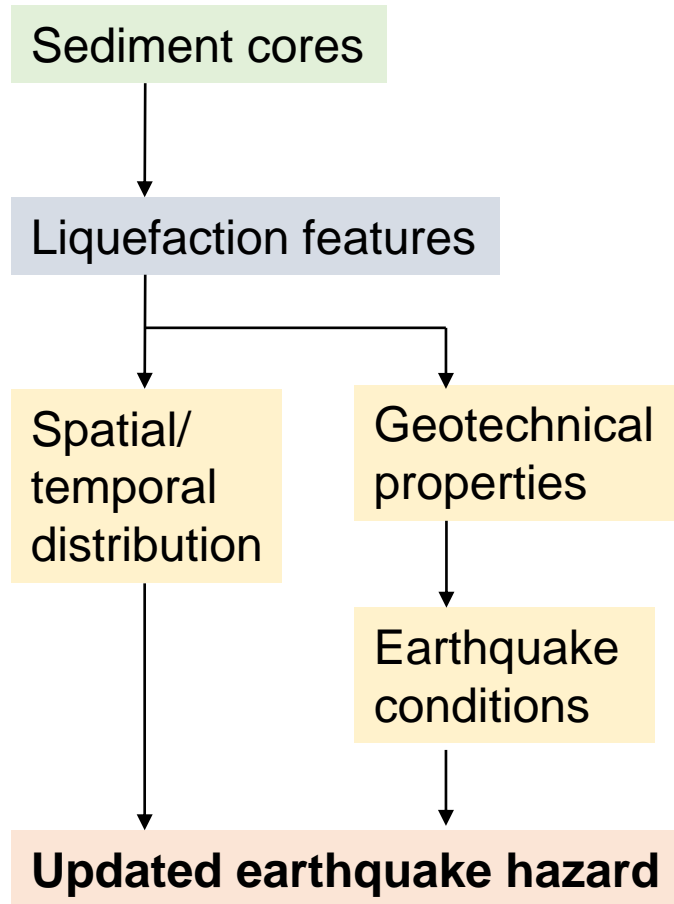 Sediment cores
Liquefaction features
Spatial/
temporal
distribution
Geotechnical
properties
Earthquake
conditions
Updated earthquake hazard